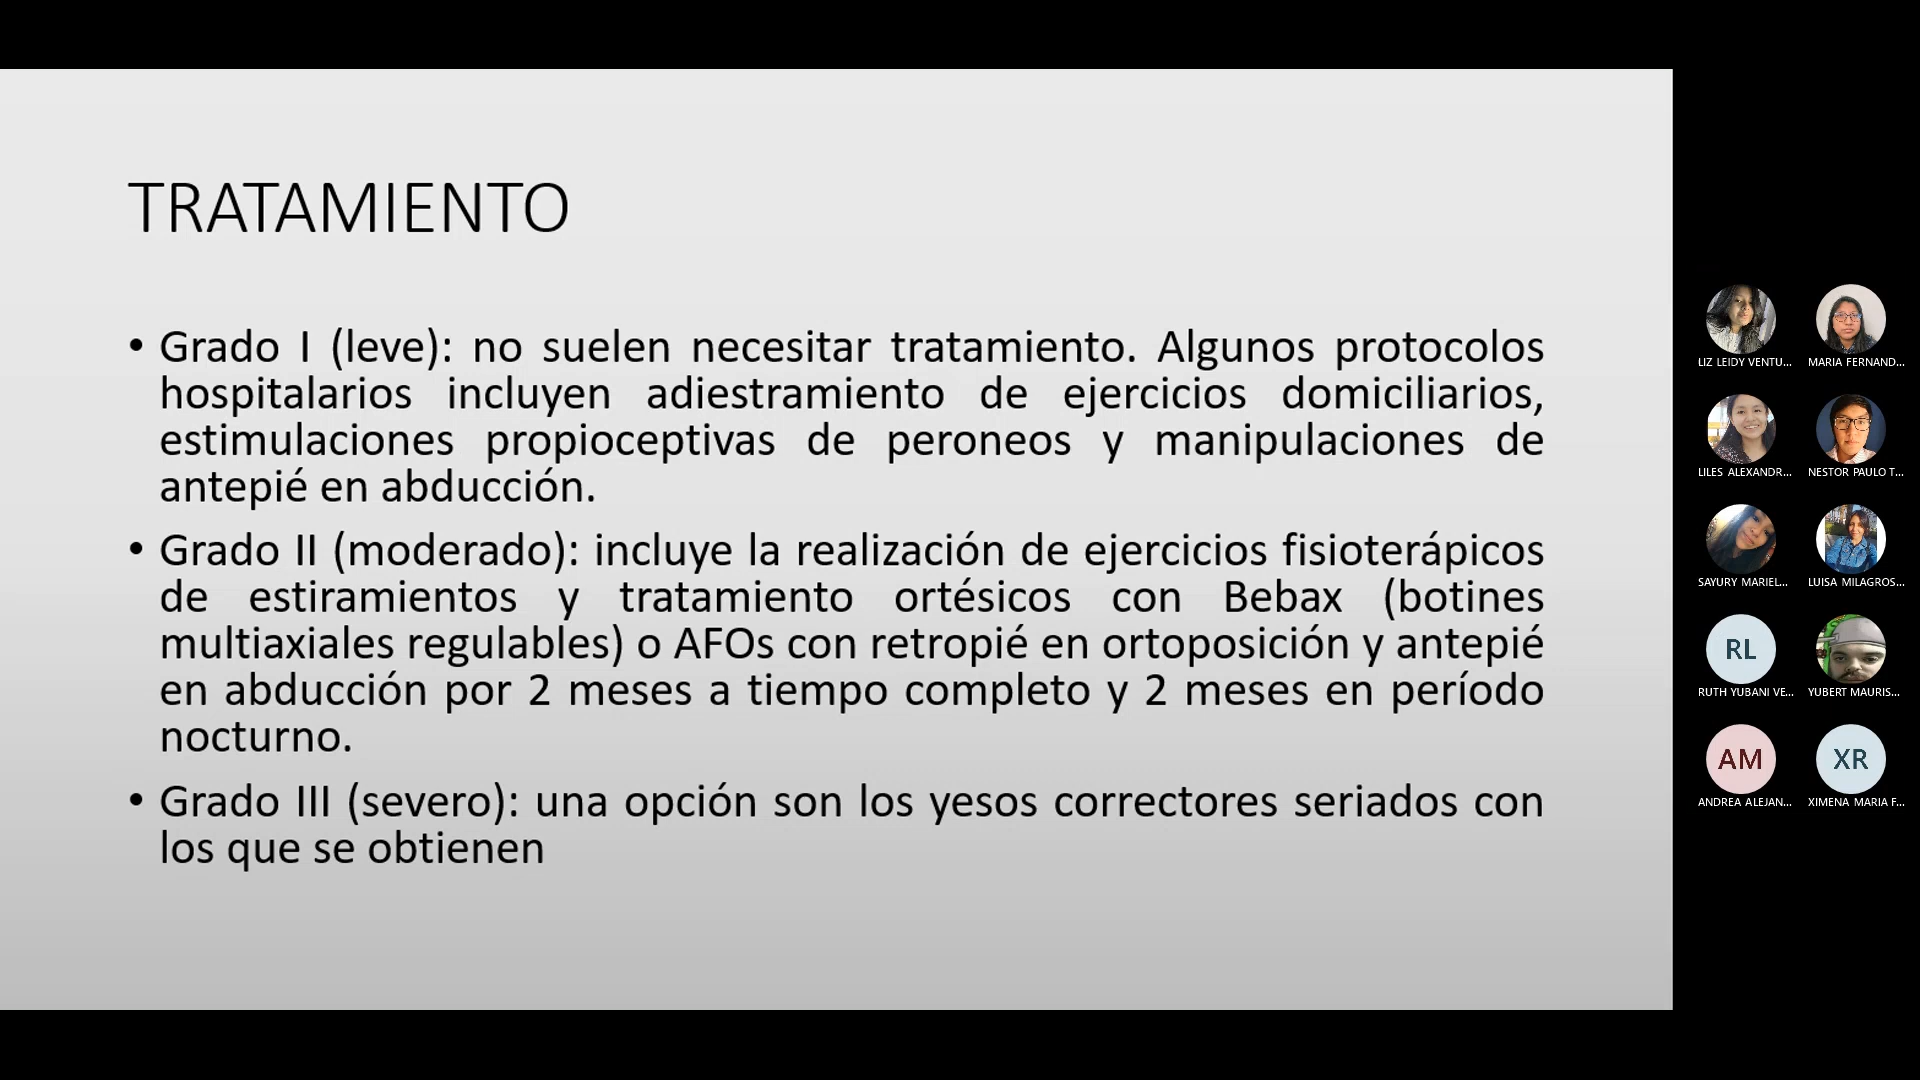 TRATAMIENTO
• Grado I (leve): no suelen necesitar tratamiento. Algunos protocolos
hospitalarios incluyen adiestramiento de ejercicios domiciliarios,
estimulaciones propioceptivas de peroneos y manipulaciones de
antepié en abducción.
• Grado II (moderado): incluye la realización de ejercicios fisioterápicos
de estiramientos y tratamiento ortésicos con Bebax (botines
multiaxiales regulables) o AFOs con retropié en ortoposición y antepié
en abducción por 2 meses a tiempo completo y 2 meses en período
nocturno.
• Grado III (severo): una opción son los yesos correctores seriados con
los que se obtienen
LIZ LEIDY VENTU...
MARIA FERNAND...
LILES ALEXANDR...
NESTOR PAULO T...
SAYURY MARIEL...
LUISA MILAGROS...
RL
RUTH YUBANI VE...
YUBERT MAURIS...
AM
XR
ANDREA ALEJAN...
XIMENA MARIA F...